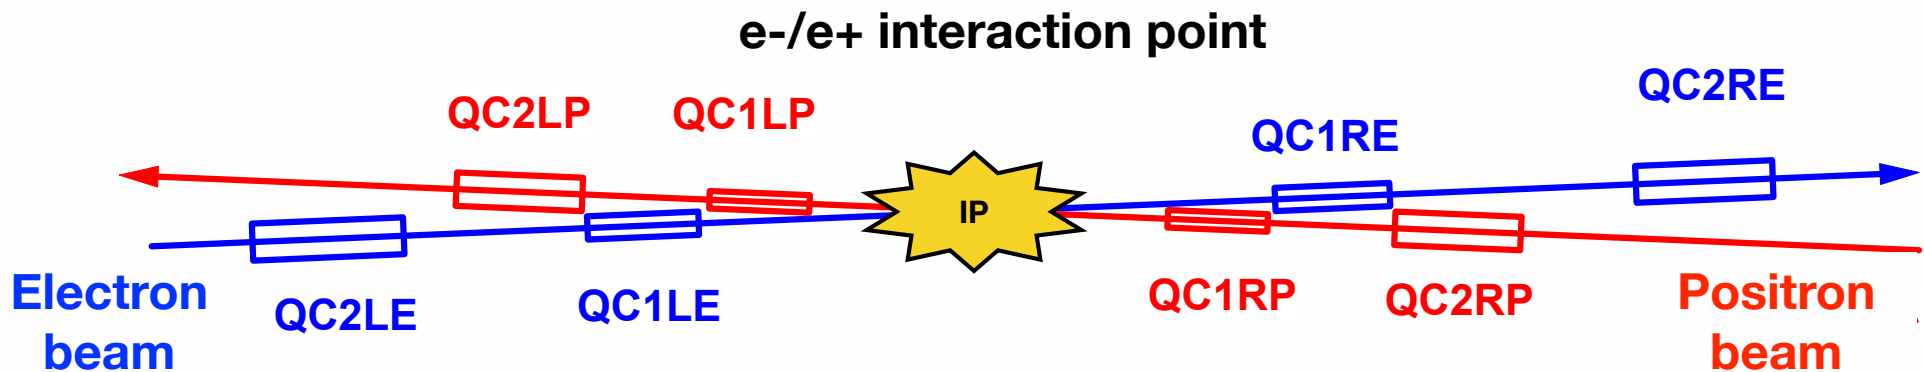 e-/e+ interaction point
QC2RE
QC2LP
QC1LP
QC1RE
IP
Electron
beam
QC2LE
QC1LE
QC1RP
QC2RP
Positron
beam